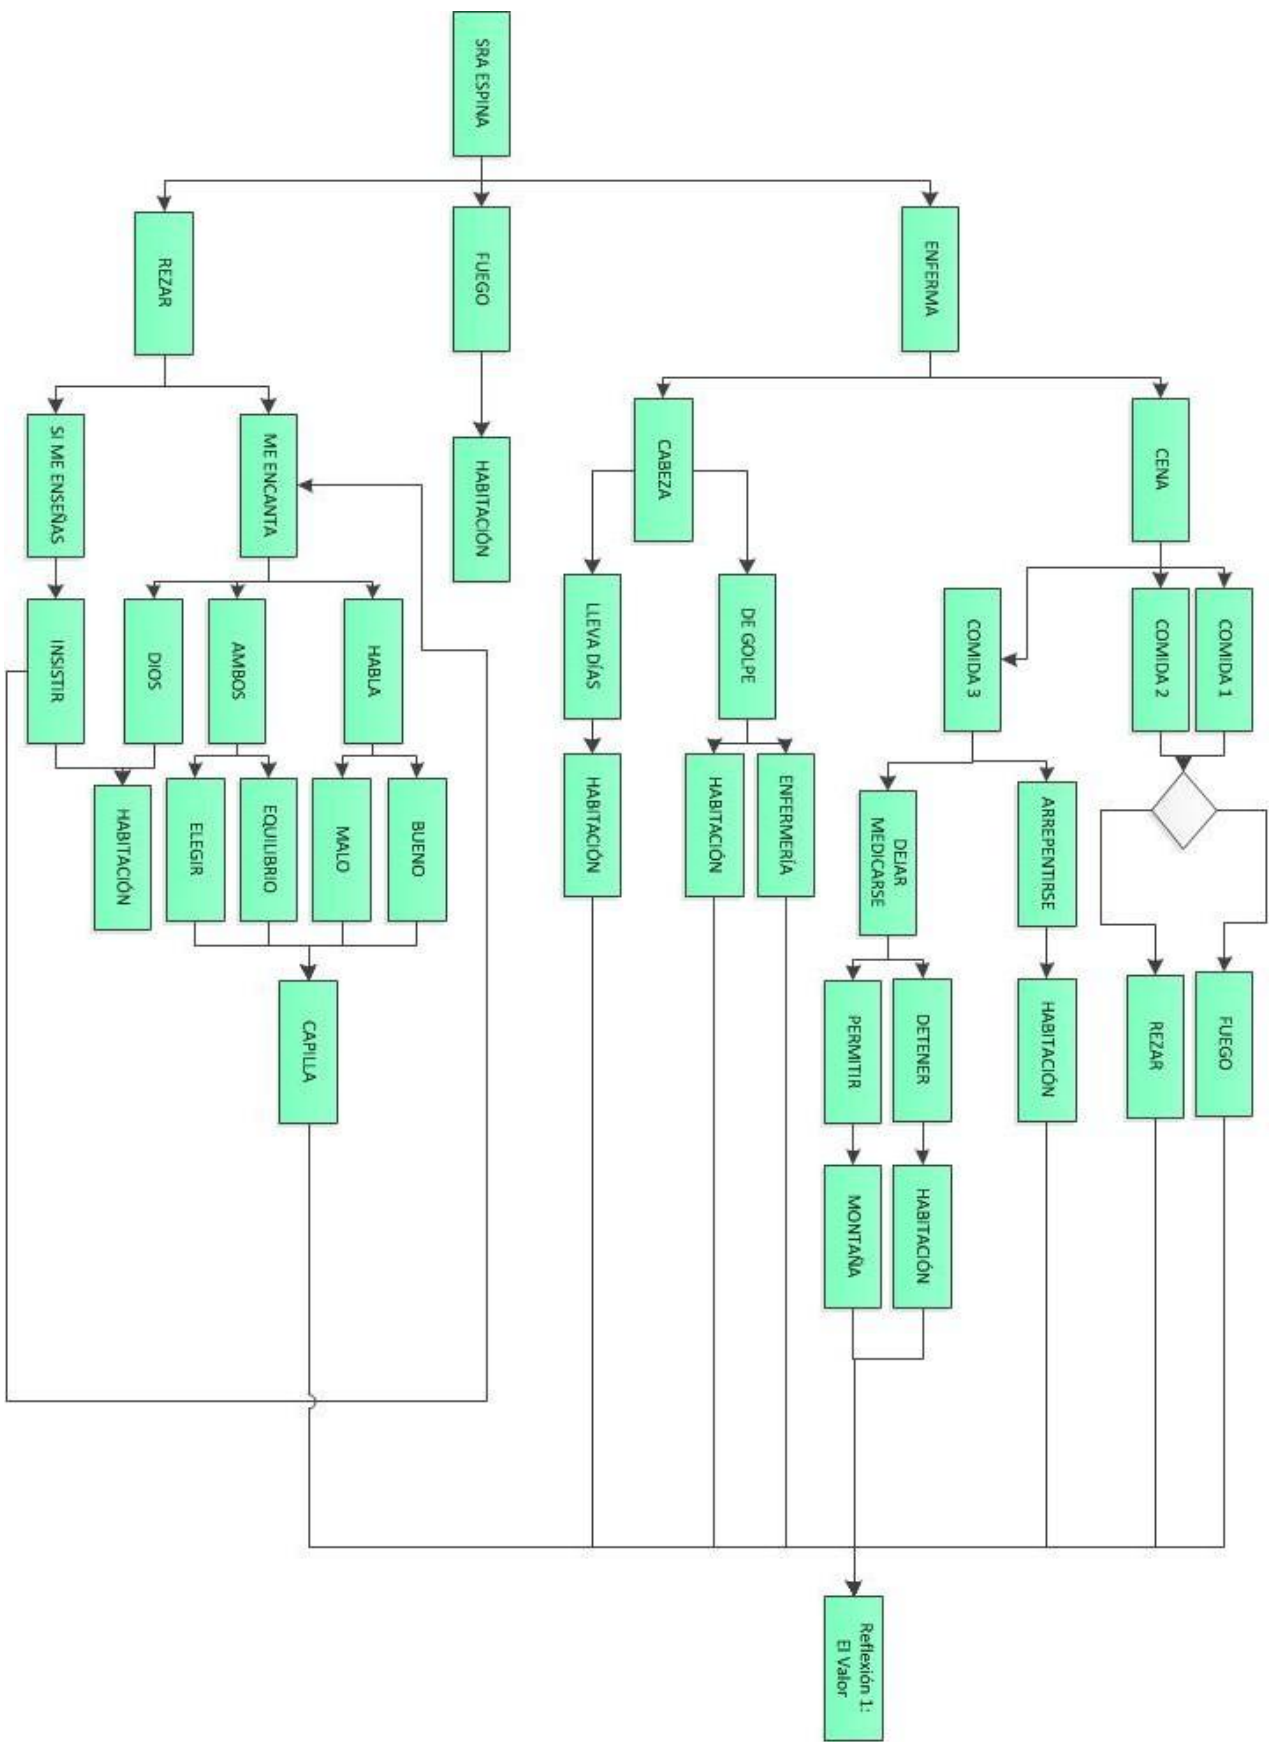 SRA ESPINA
REZAR
FUEGO
ENFERMA
SI ME ENSEÑAS
ME ENCANTA
HABITACIÓN
CABEZA
CENA
INSISTIR
DIOS
AMBOS
HABLA
LLEVA DÍAS
DE GOLPE
COMIDA 3
COMIDA 2
COMIDA 1
HABITACIÓN
ELEGIR
EQUILIBRIO
MALO
BUENO
HABITACIÓN
HABITACIÓN
ENFERMERÍA
DEJAR
MEDICARSE
ARREPENTIRSE
CAPILLA
PERMITIR
DETENER
HABITACIÓN
REZAR
FUEGO
MONTAÑA
HABITACIÓN
Reflexión 1:
El Valor